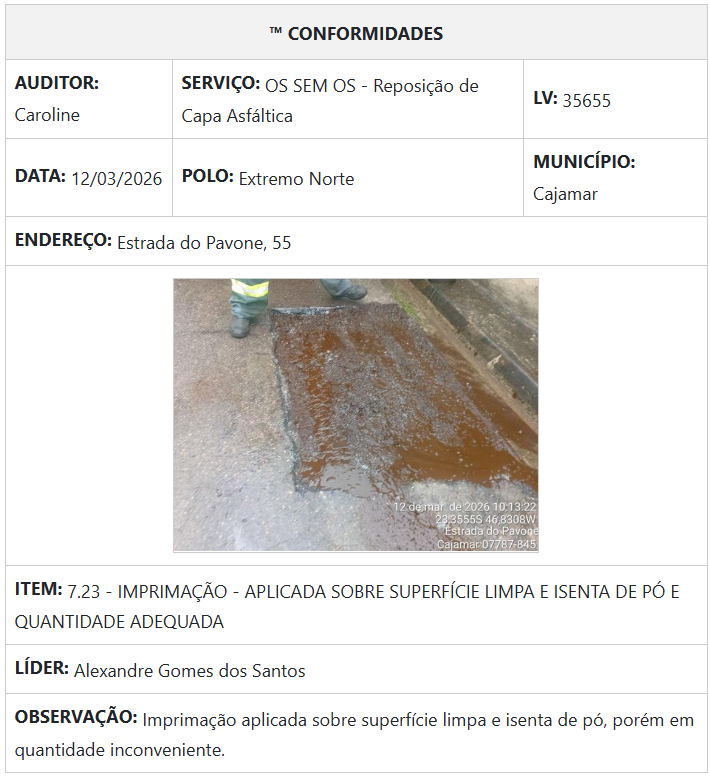 ™ CONFORMIDADES
AUDITOR:
Caroline
SERVIÇO: OS SEM OS - Reposição de
Capa Asfáltica
LV: 35655
DATA: 12/03/2026
POLO: Extremo Norte
MUNICÍPIO:
Cajamar
ENDEREÇO: Estrada do Pavone, 55
12 de mar. de 2026 10:13:22
23,3555S 46,8308W
Estrada do Pavone
Cajamar 07787-845
ITEM: 7.23 - IMPRIMAÇÃO - APLICADA SOBRE SUPERFÍCIE LIMPA E ISENTA DE PÓ E
QUANTIDADE ADEQUADA
LÍDER: Alexandre Gomes dos Santos
OBSERVAÇÃO: Imprimação aplicada sobre superfície limpa e isenta de pó, porém em
quantidade inconveniente.